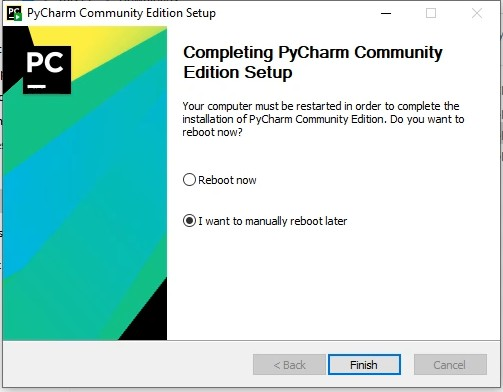 PyCharm Community Edition Setup
PC
Completing PyCharm Community
Edition Setup
Your computer must be restarted in order to complete the
installation of PyCharm Community Edition. Do you want to
reboot now?
Reboot now
I want to manually reboot later
< Back
Finish
Cancel